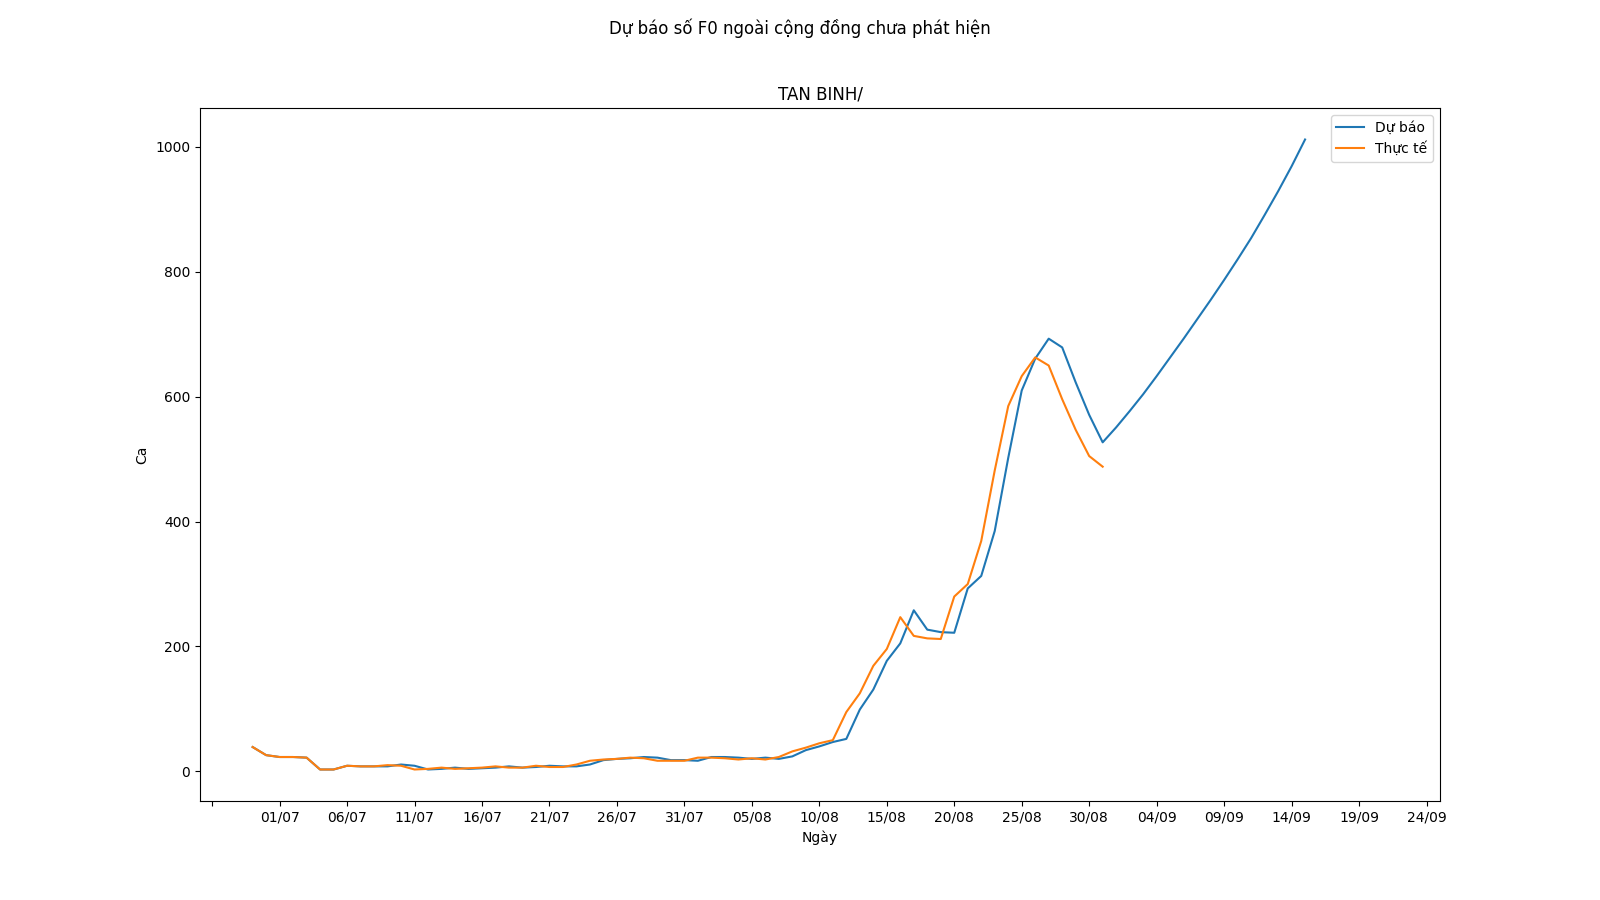 Dự báo số F0 ngoài cộng đồng chưa phát hiện
TAN BINH/
Dự báo
Thực tế
1000
800
600
400
200
0
Ca
01/07 06/07 11/07 16/07 21/07 26/07 31/07 05/08 10/08 15/08 20/08 25/08 30/08 04/09 09/09 14/09 19/09 24/09
Ngày